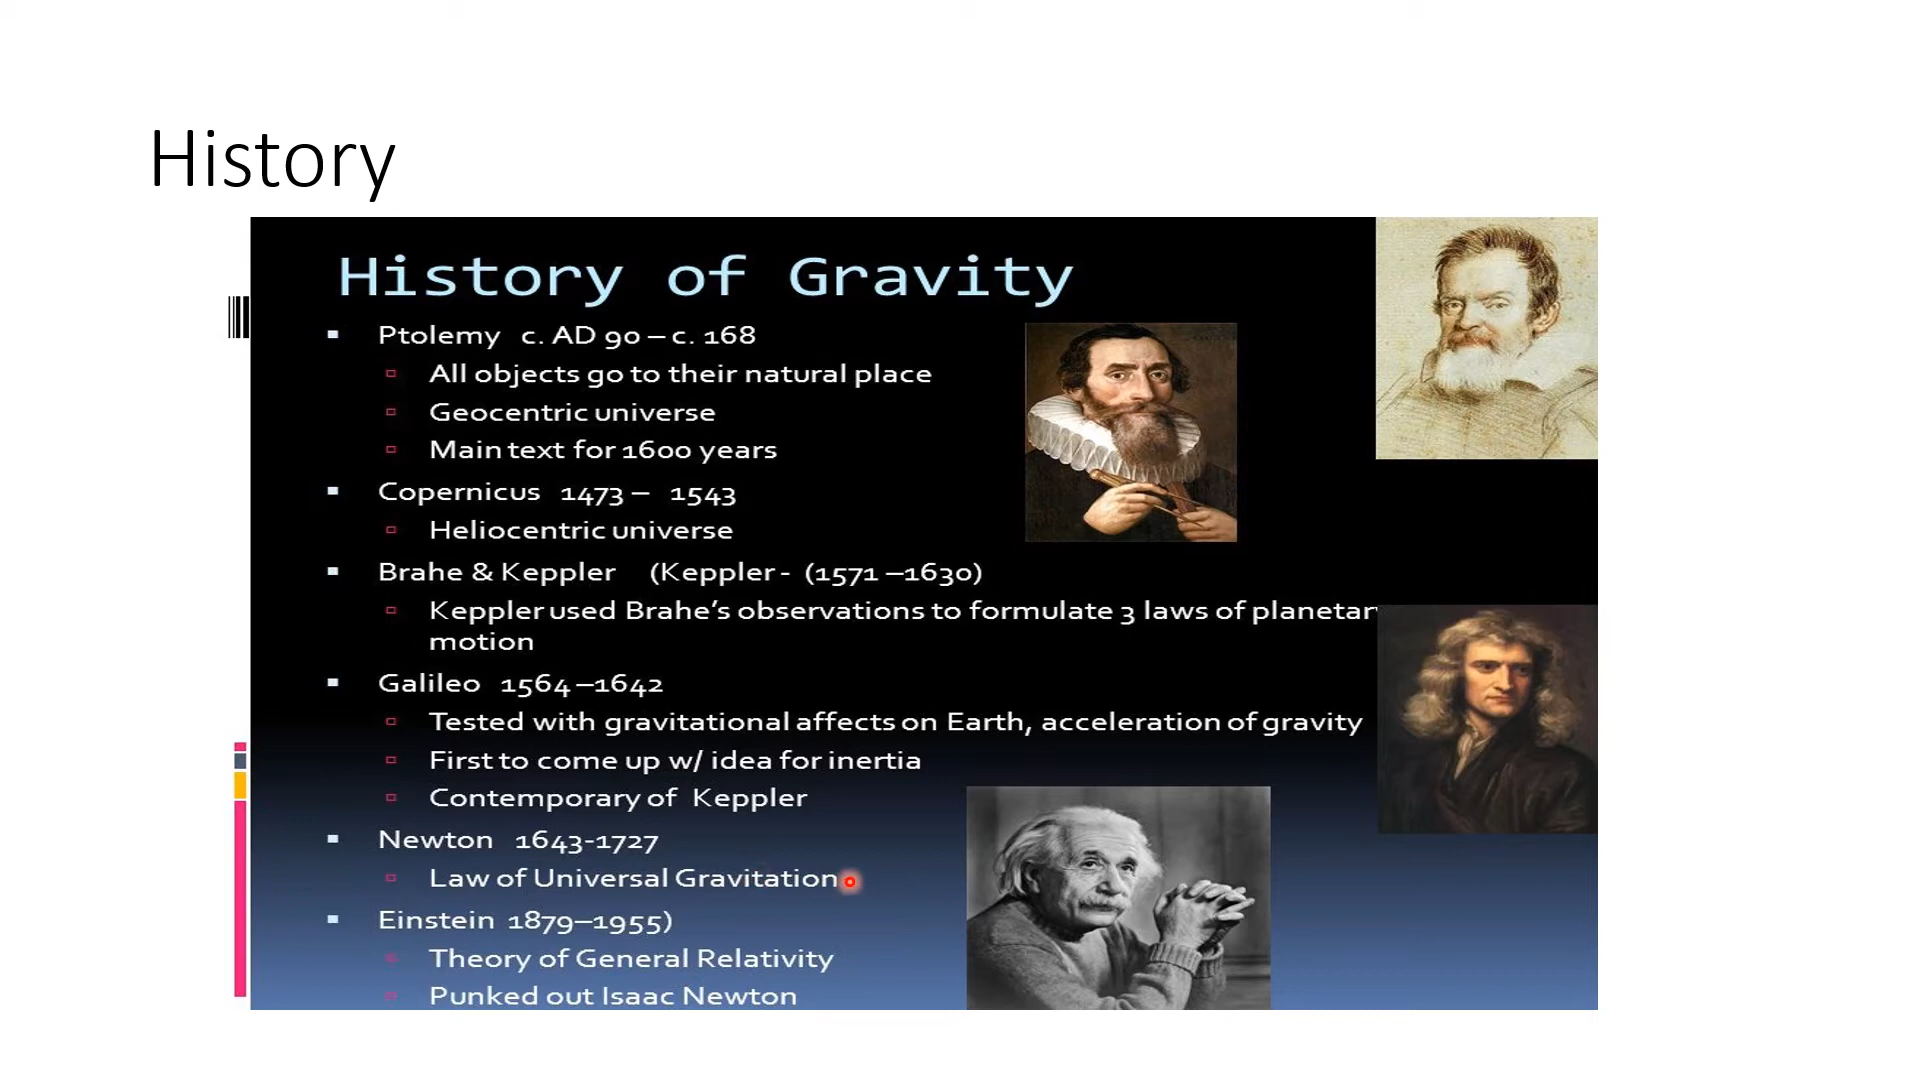 History
History of Gravity
Ptolemy c. AD 90 – c. 168
All objects go to their natural place
Geocentric universe
Main text for 1600 years
Copernicus 1473 – 1543
Heliocentric universe
Brahe & Keppler (Keppler - (1571 –1630)
Keppler used Brahe's observations to formulate 3 laws of planetary
motion
Galileo 1564 –1642
Tested with gravitational affects on Earth, acceleration of gravity
First to come up w/ idea for inertia
Contemporary of Keppler
Newton 1643-1727
Law of Universal Gravitation
Einstein 1879–1955)
Theory of General Relativity
Punked out Isaac Newton